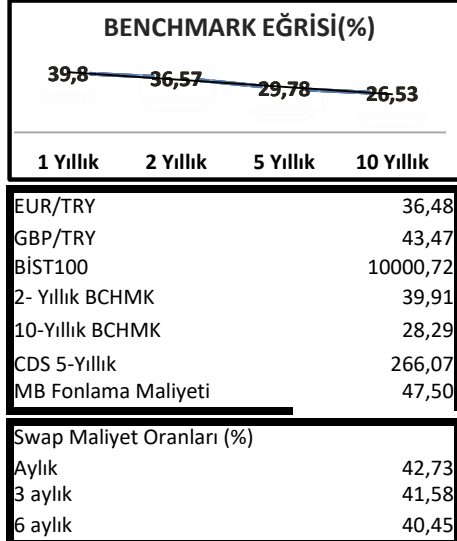 BENCHMARK EĞRİSİ(%)
39,8 36,57 29,78 26,53
1 Yıllık 2 Yıllık 5 Yıllık 10 Yıllık
EUR/TRY 36,48
GBP/TRY 43,47
BİST100 10000,72
2- Yıllık BCHMK 39,91
10-Yıllık BCHMK 28,29
CDS 5-Yıllık 266,07
MB Fonlama Maliyeti 47,50
Swap Maliyet Oranları (%)
Aylık 42,73
3 aylık 41,58
6 aylık 40,45